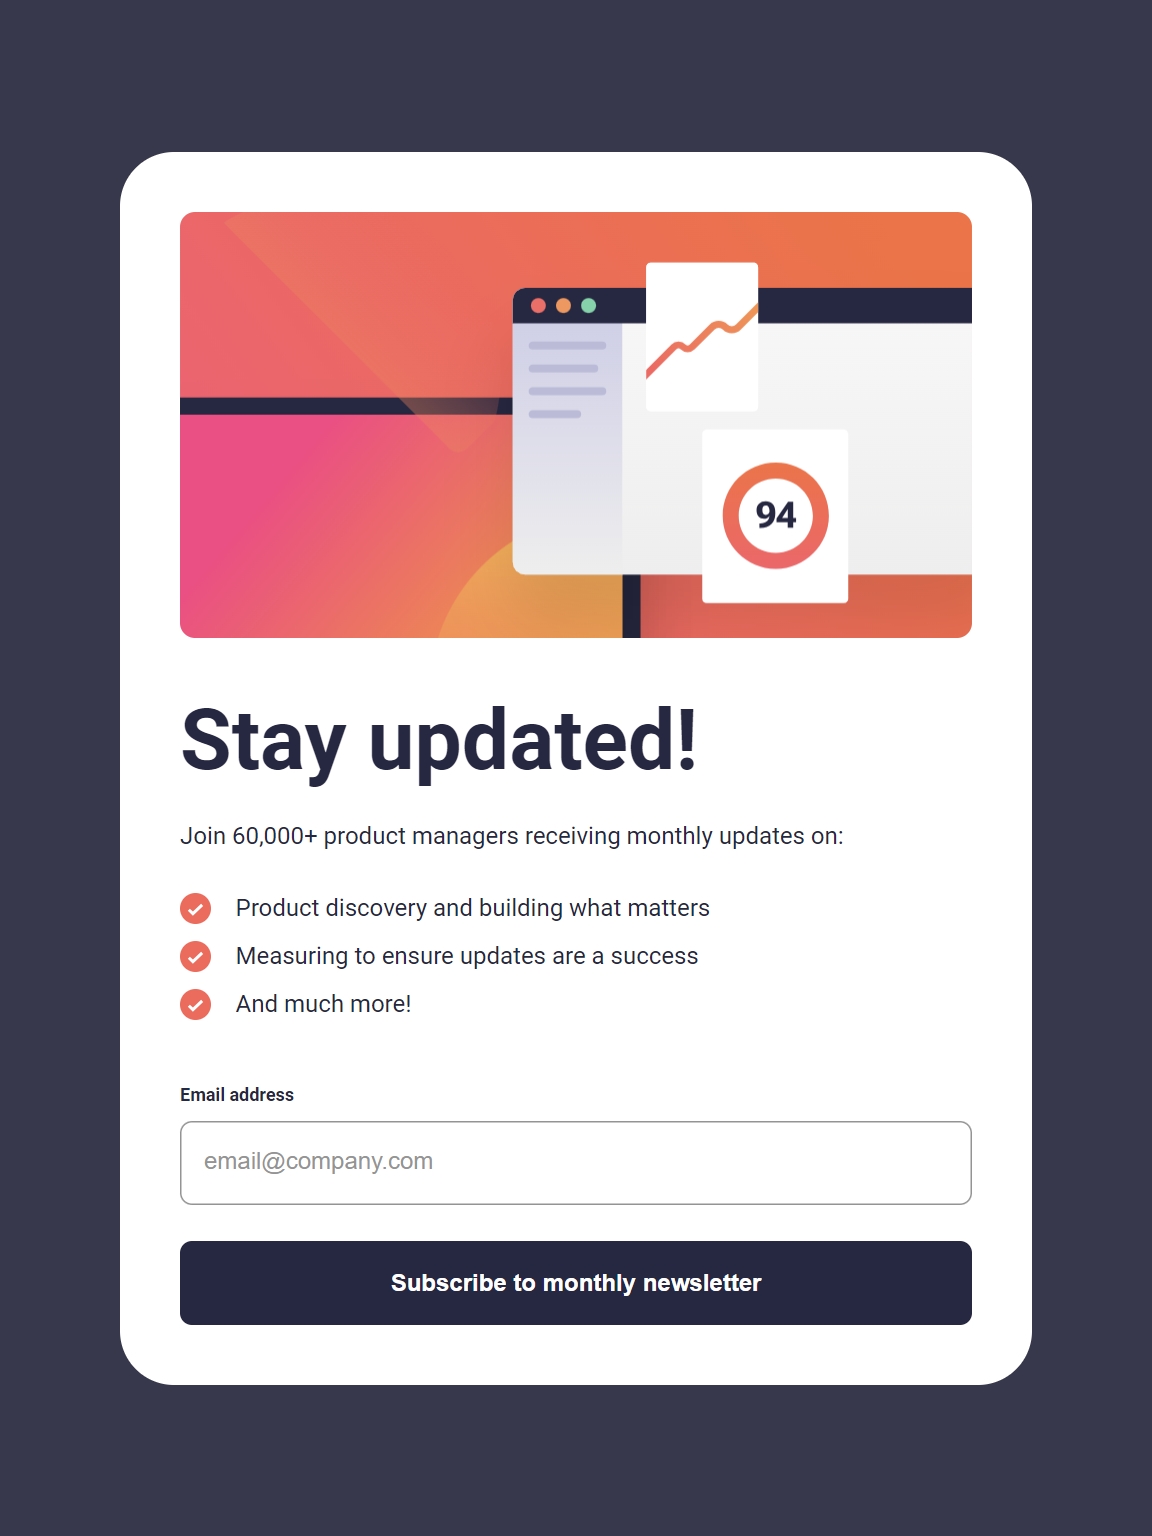 94
Stay updated!
Join 60,000+ product managers receiving monthly updates on:
Product discovery and building what matters
Measuring to ensure updates are a success
And much more!
Email address
email@company.com
Subscribe to monthly newsletter